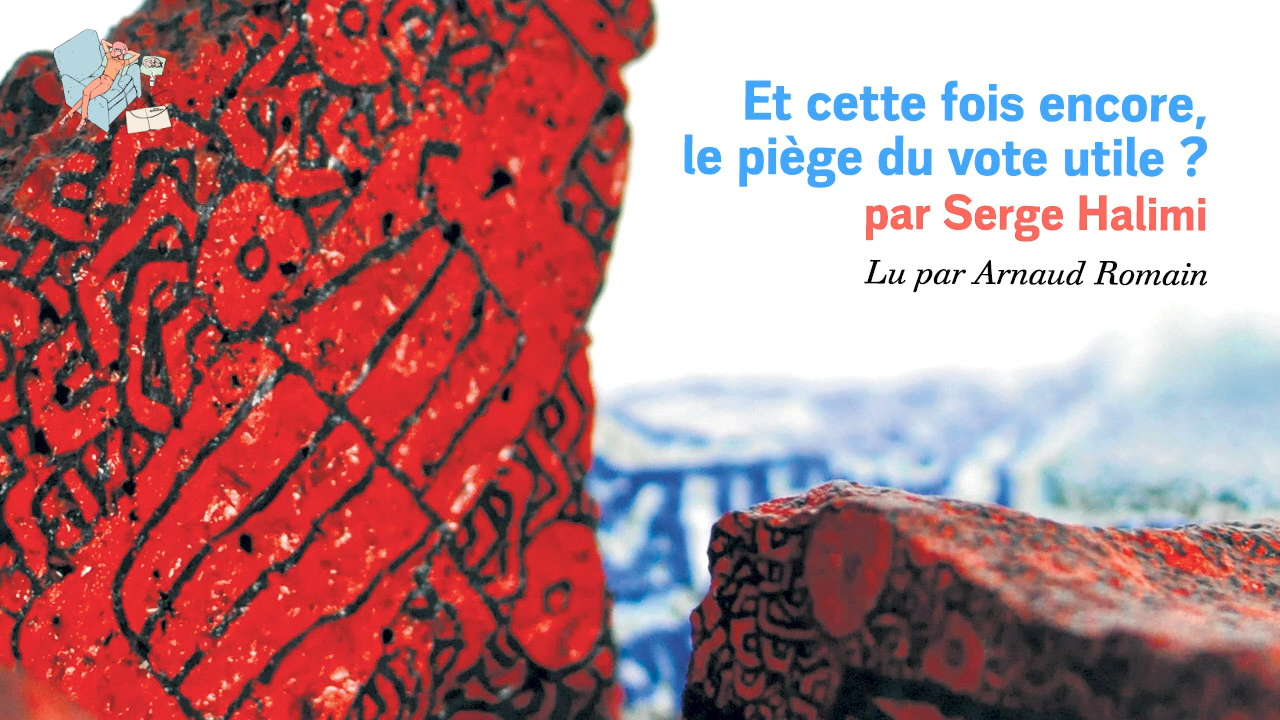 Et cette fois encore,
le piège du vote utile ?
par Serge Halimi
Lu par Arnaud Romain